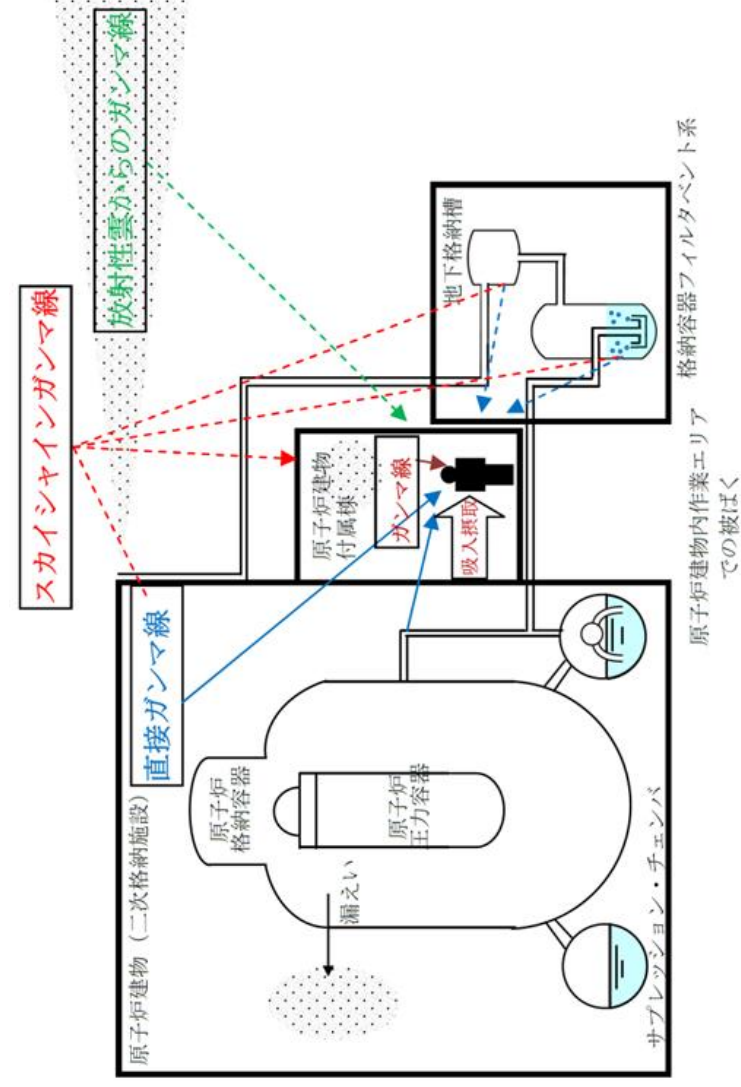 スカイシャインガンマ線
放射性雲からのガンマ線
直接ガンマ線
原子炉建物（二次格納施設）
原子炉
格納容器
原子炉
圧力容器
漏えい
サプレッション・チェンバ
原子炉建物
付属棟
ガンマ線
吸入摂取
地下格納槽
格納容器フィルタベント系
原子炉建物内作業エリア
での被ばく